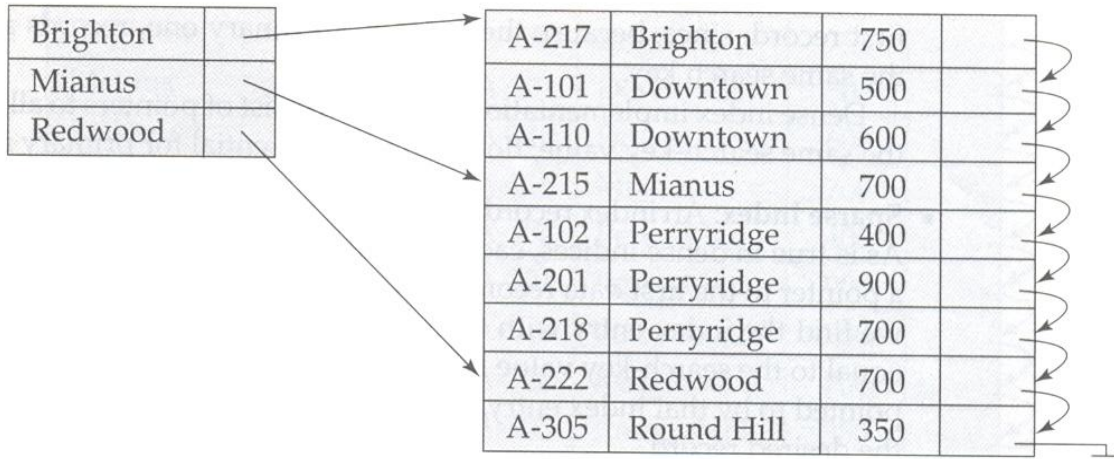 Brighton
Mianus
Redwood
A-217 Brighton 750
A-101 Downtown 500
A-110 Downtown 600
A-215 Mianus 700
A-102 Perryridge 400
A-201 Perryridge 900
A-218 Perryridge 700
A-222 Redwood 700
A-305 Round Hill 350